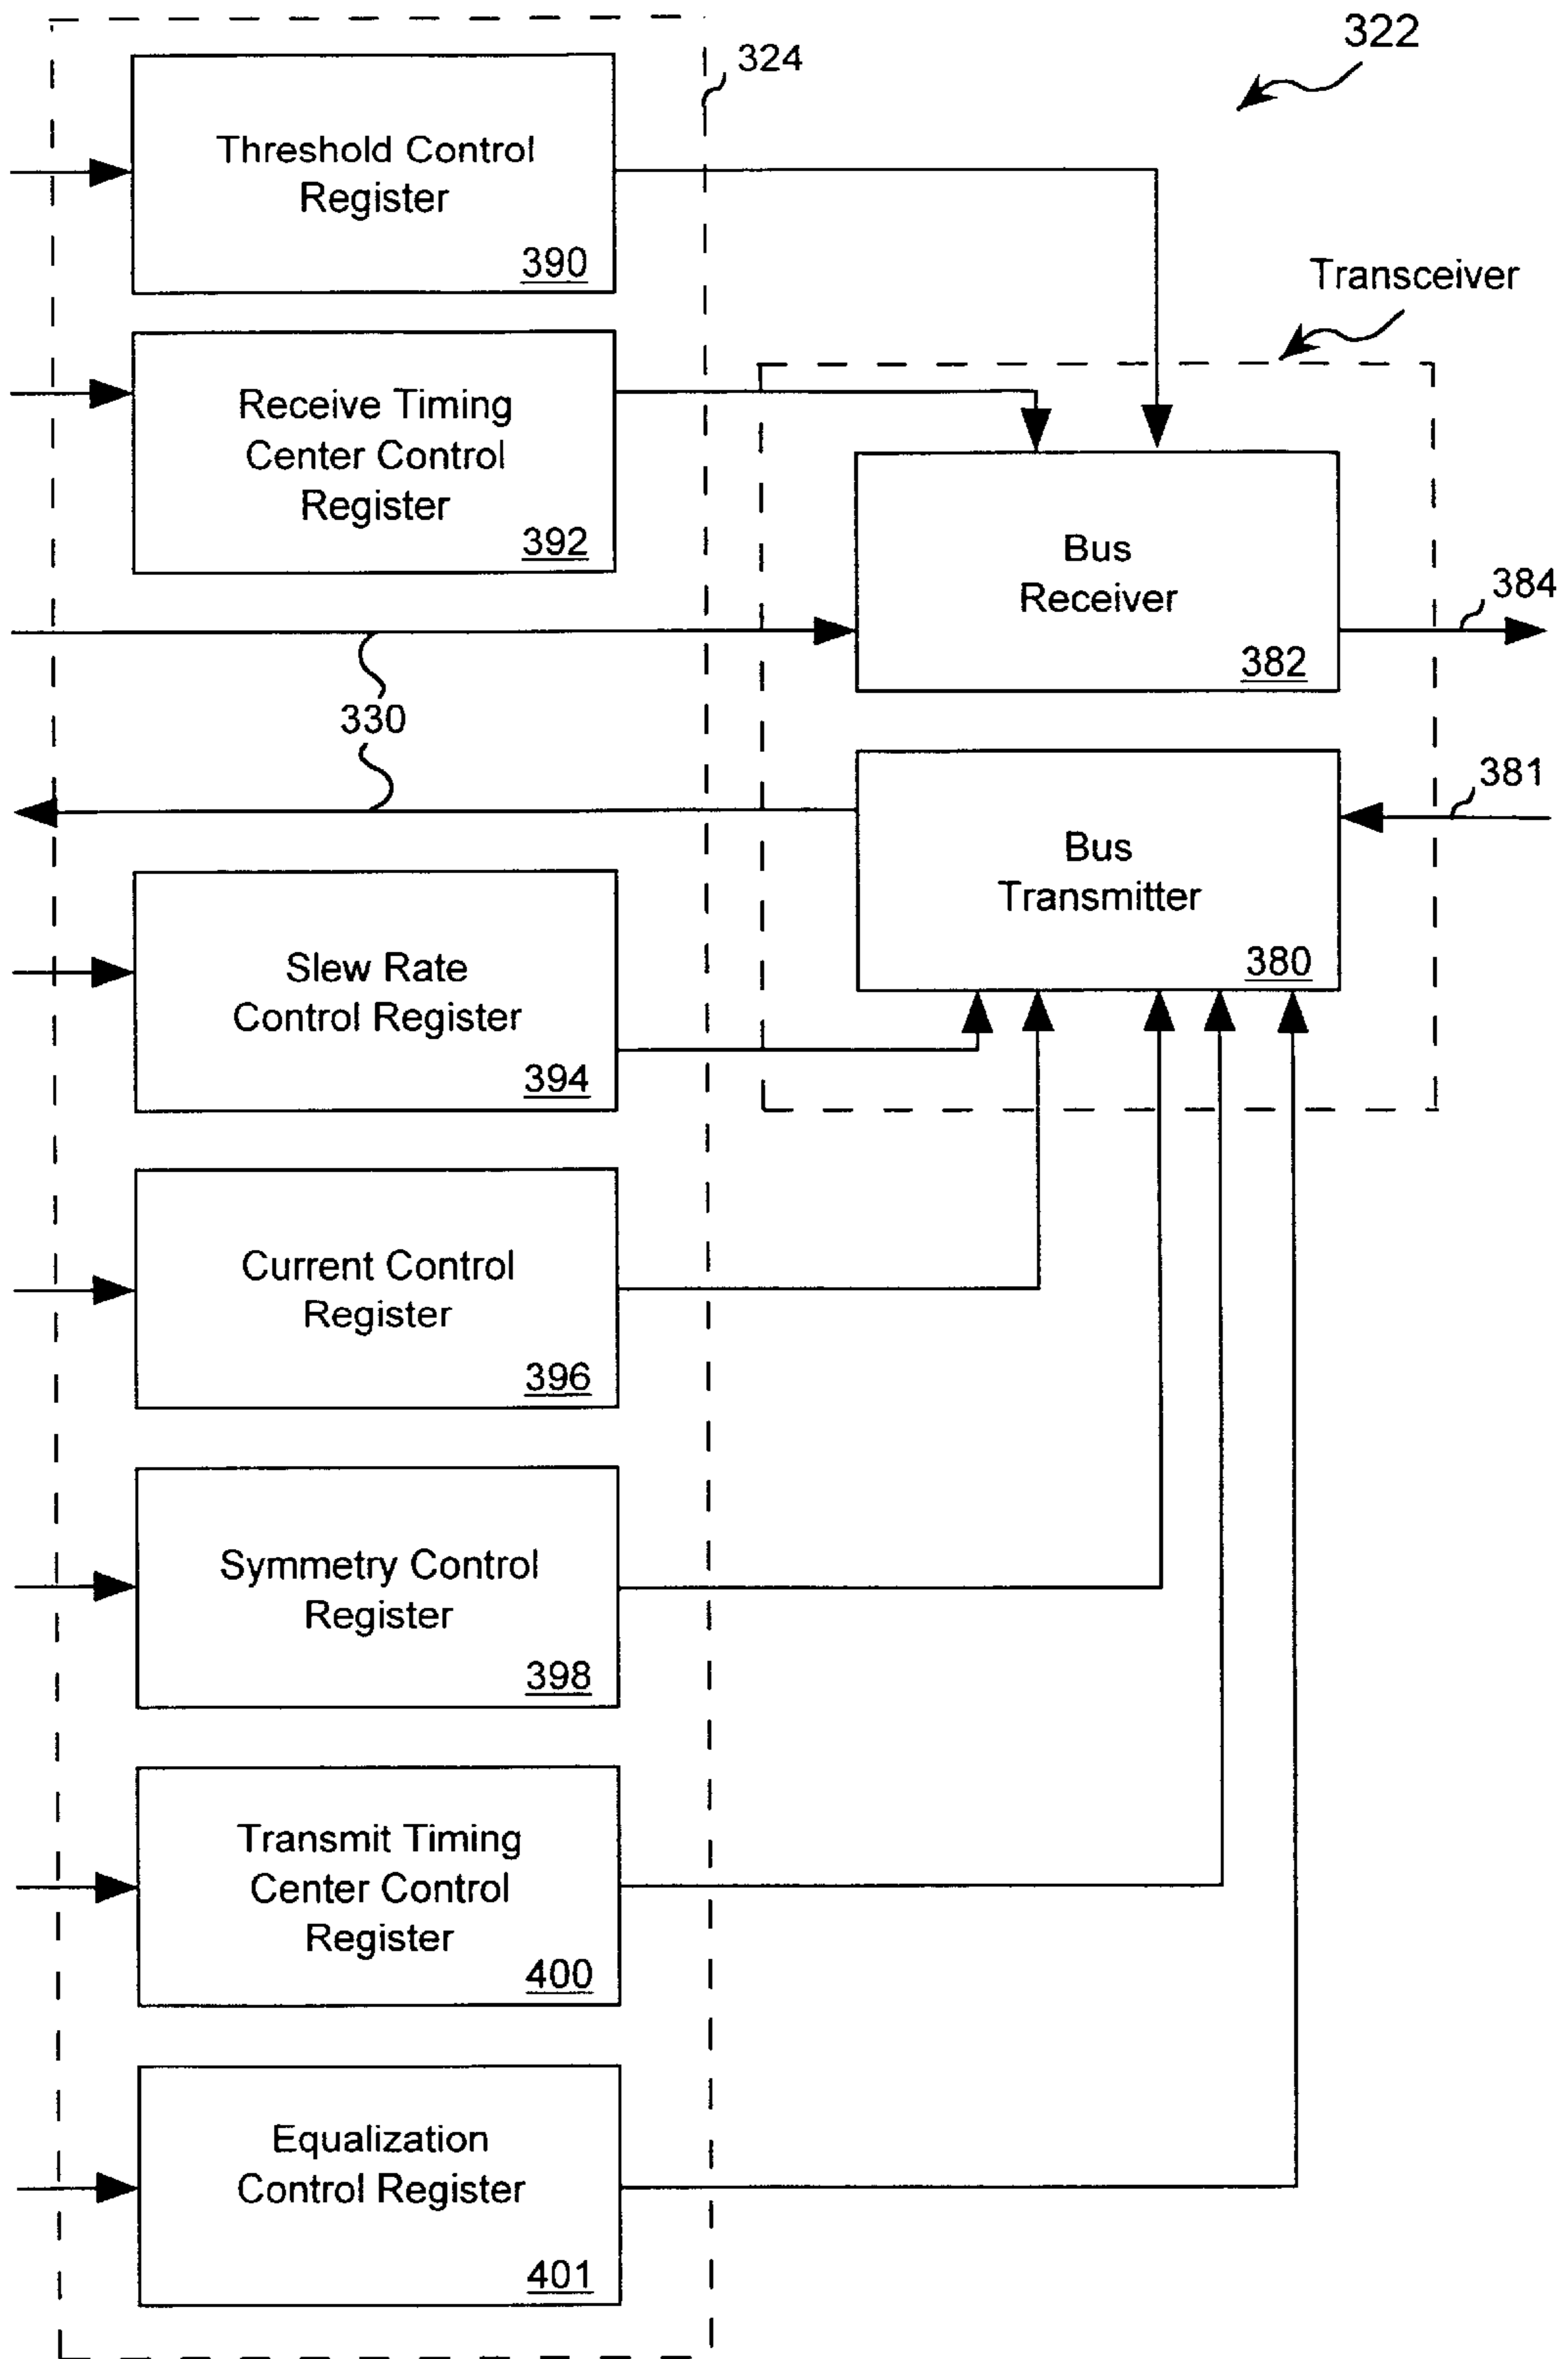 322
324
Threshold Control
Register
390
Transceiver
Receive Timing
Center Control
Register
392
Bus
Receiver
382
384
330
381
Bus
Transmitter
380
Slew Rate
Control Register
394
Current Control
Register
396
Symmetry Control
Register
398
Transmit Timing
Center Control
Register
400
Equalization
Control Register
401